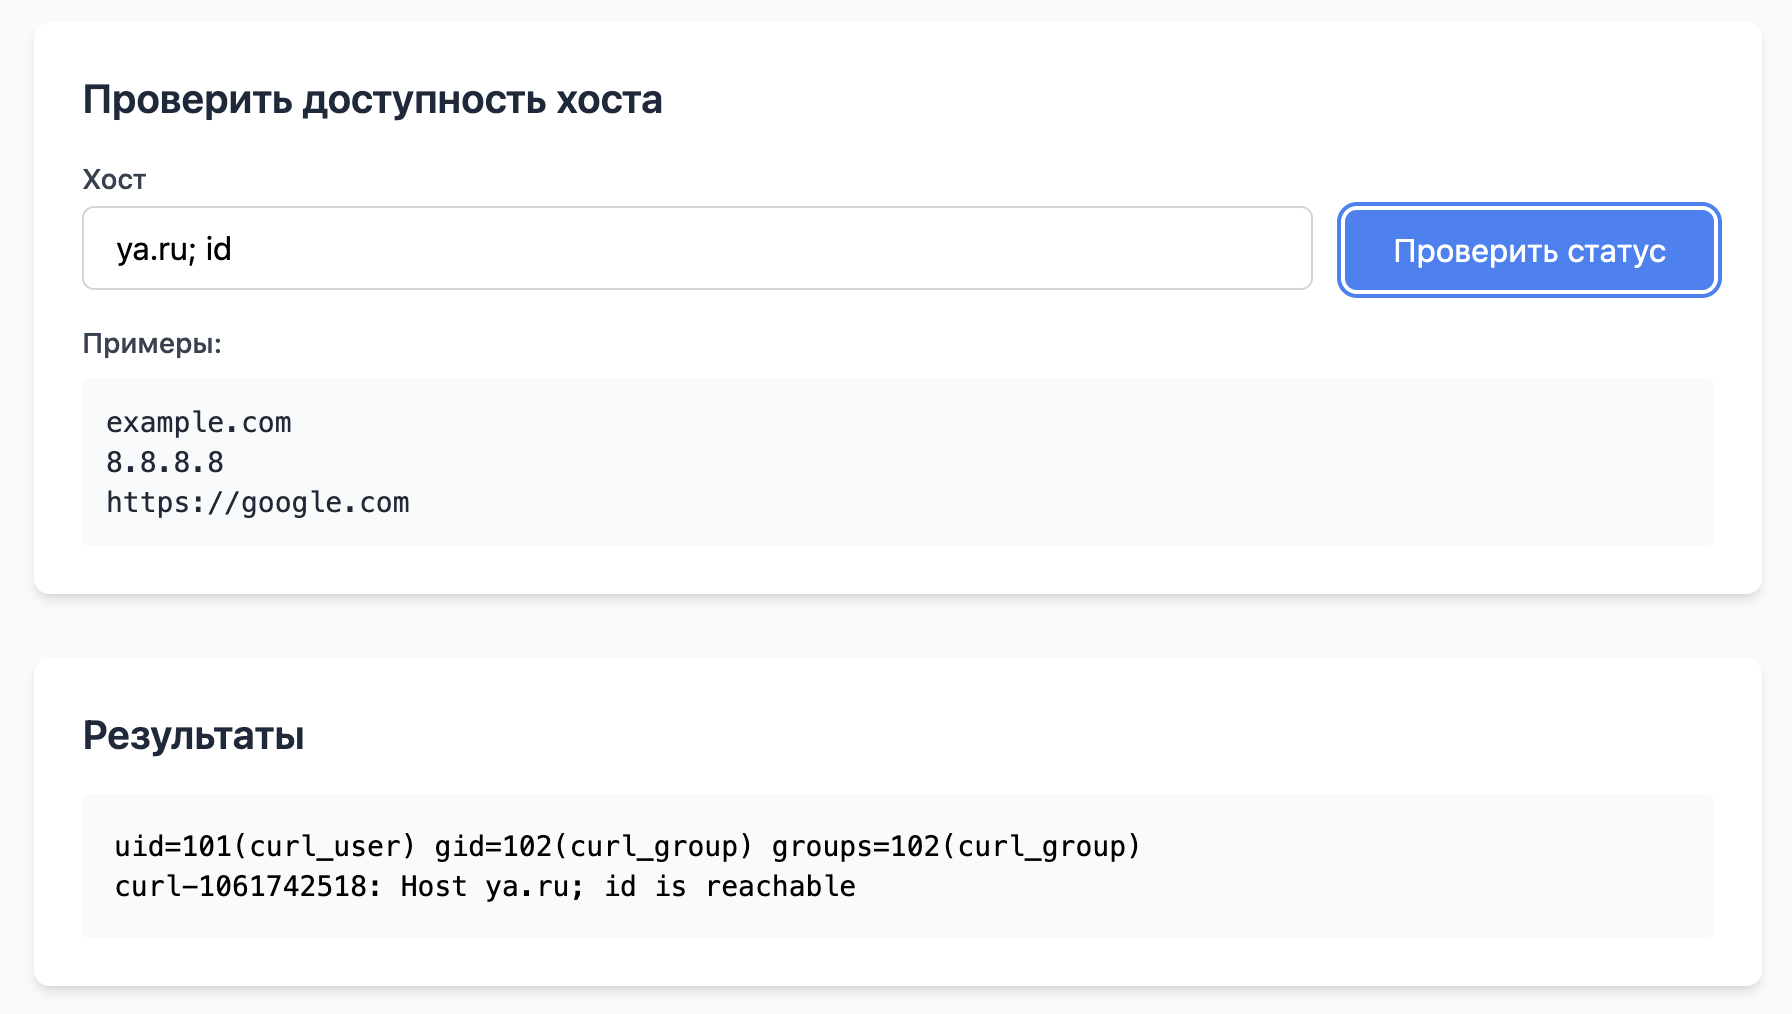 Проверить доступность хоста
Хост
ya.ru; id
Проверить статус
Примеры:
example.com
8.8.8.8
https://google.com
Результаты
uid=101(curl_user) gid=102(curl_group) groups=102(curl_group)
curl-1061742518: Host ya.ru; id is reachable